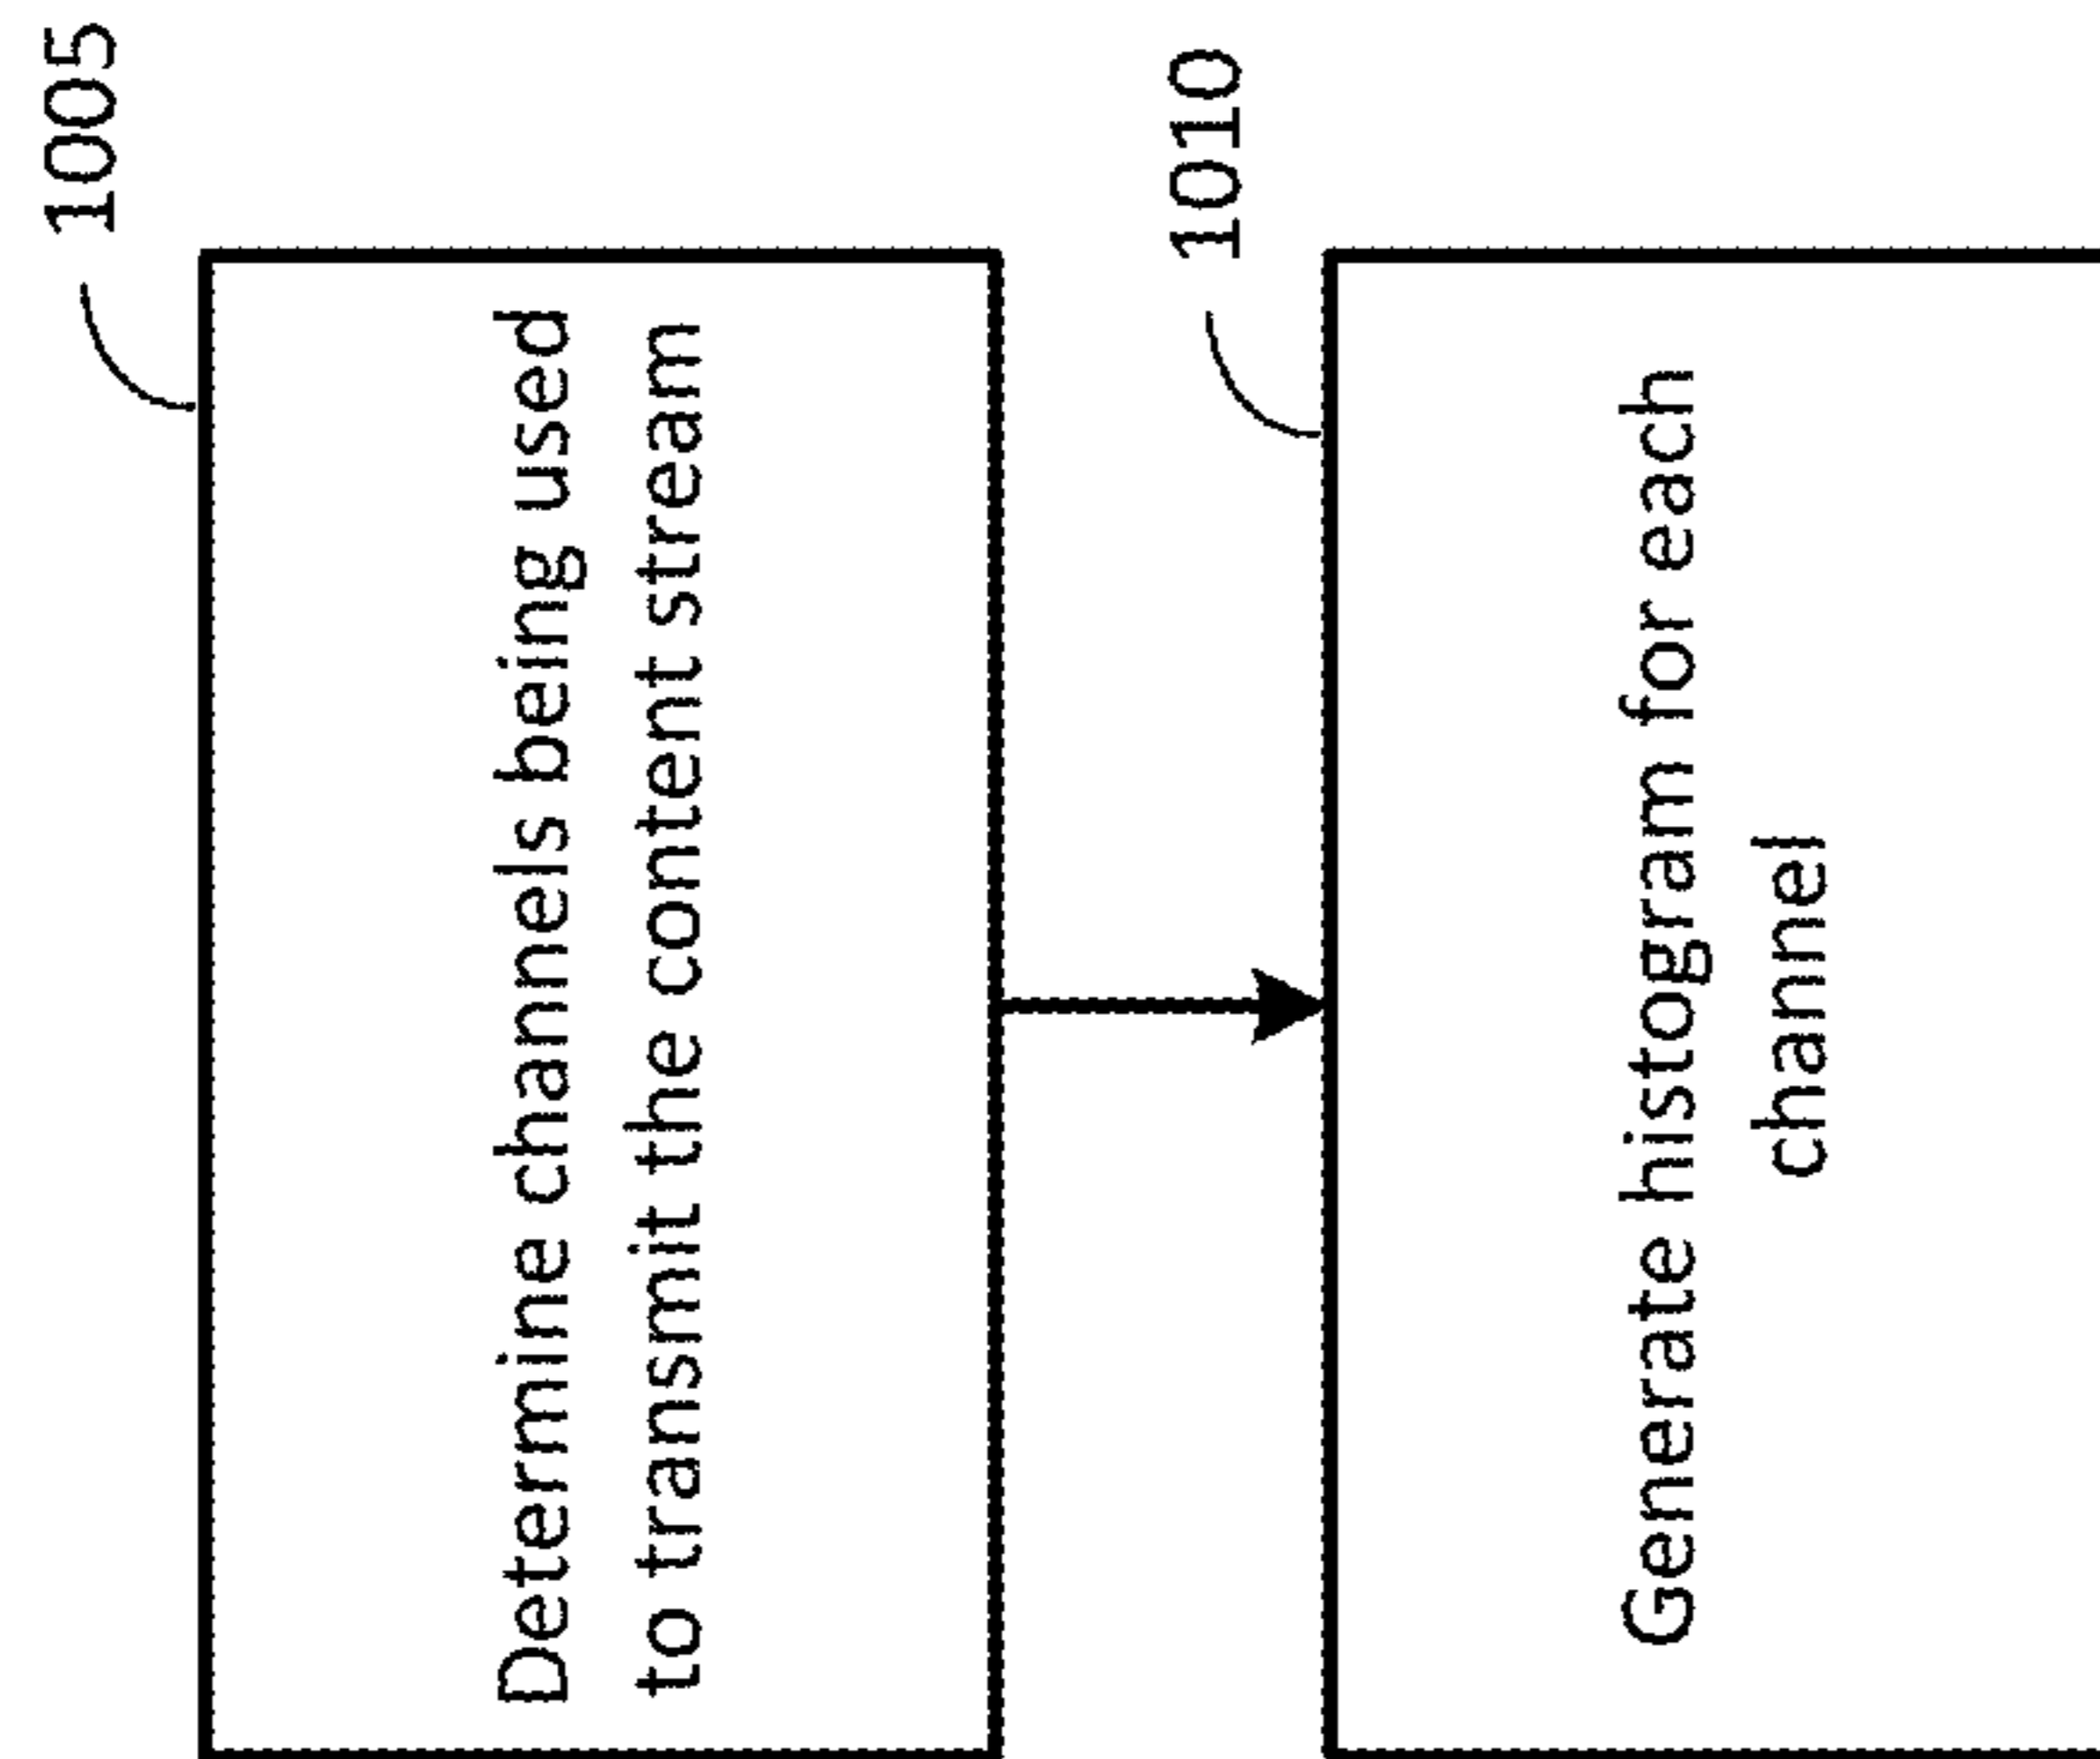 1005
Determine channels being used
to transmit the content stream
1010
Generate histogram for each
channel